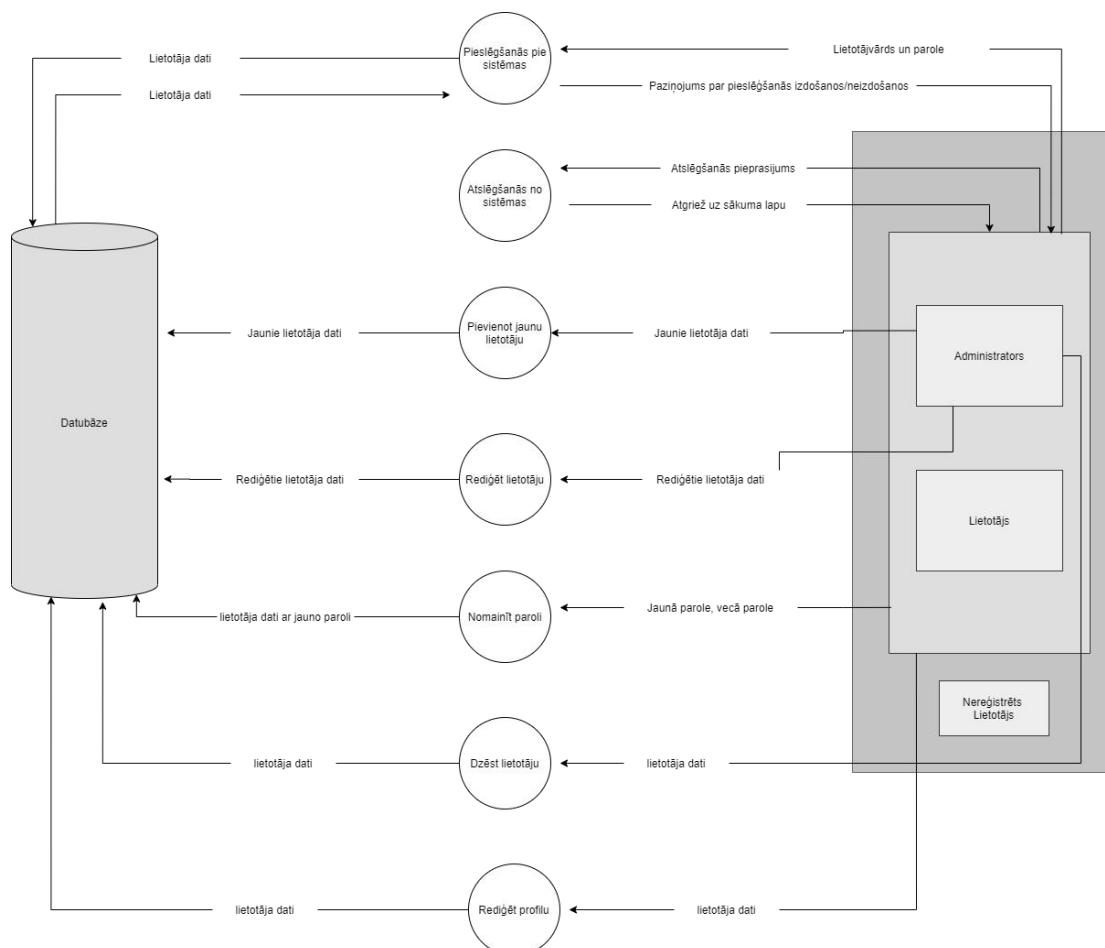 Lietotāja dati
Pieslēgšanās pie
sistēmas
Lietotājvārds un parole
Lietotāja dati
Paziņojums par pieslēģšanās izdošanos/neizdošanos
Atslēgšanās no
sistēmas
Atslēgšanās pieprasijums
Atgriež uz sākuma lapu
Jaunie lietotāja dati
Pievienot jaunu
lietotāju
Jaunie lietotāja dati
Administrators
Datubāze
Rediģētie lietotāja dati
Rediģēt lietotāju
Rediģētie lietotāja dati
Lietotājs
lietotāja dati ar jauno paroli
Nomainīt paroli
Jaunā parole, vecā parole
Nereģistrēts
Lietotājs
lietotāja dati
Dzēst lietotāju
lietotāja dati
lietotāja dati
Rediģēt profilu
lietotāja dati